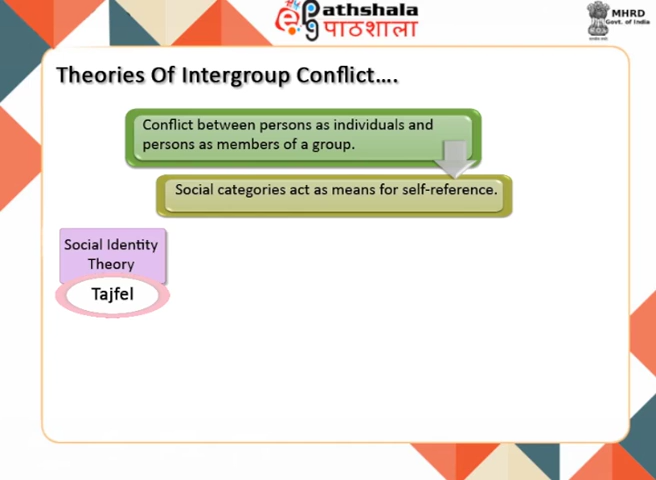 ePathshala
पाठशाला
MHRD
Govt. of India
Theories Of Intergroup Conflict....
Conflict between persons as individuals and
persons as members of a group.
Social categories act as means for self-reference.
Social Identity
Theory
Tajfel